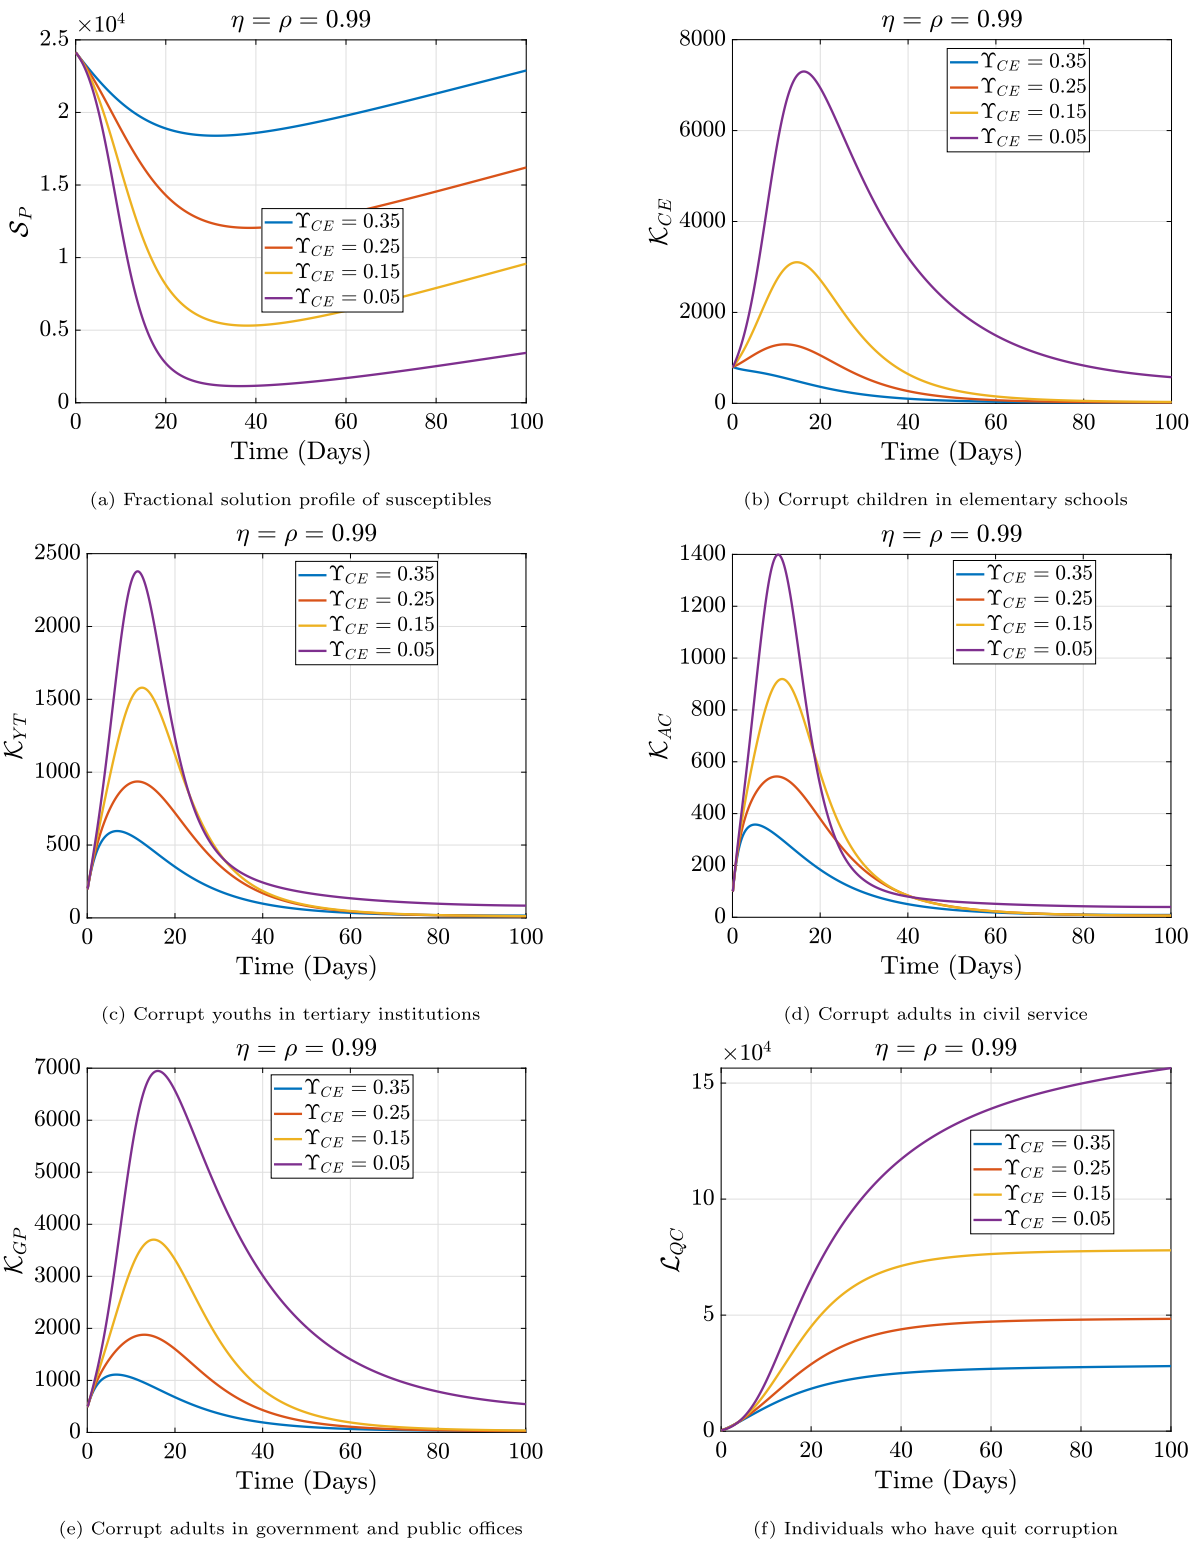 ×10⁴
η = ρ = 0.99
2.5
2
1.5
1
0.5
0
S_P
Υ_CE = 0.35
Υ_CE = 0.25
Υ_CE = 0.15
Υ_CE = 0.05
0 20 40 60 80 100
Time (Days)
(a) Fractional solution profile of susceptibles
η = ρ = 0.99
8000
6000
4000
2000
0
K_CE
Υ_CE = 0.35
Υ_CE = 0.25
Υ_CE = 0.15
Υ_CE = 0.05
0 20 40 60 80 100
Time (Days)
(b) Corrupt children in elementary schools
η = ρ = 0.99
2500
2000
1500
1000
500
0
K_YT
Υ_CE = 0.35
Υ_CE = 0.25
Υ_CE = 0.15
Υ_CE = 0.05
0 20 40 60 80 100
Time (Days)
(c) Corrupt youths in tertiary institutions
η = ρ = 0.99
1400
1200
1000
800
600
400
200
0
K_AC
Υ_CE = 0.35
Υ_CE = 0.25
Υ_CE = 0.15
Υ_CE = 0.05
0 20 40 60 80 100
Time (Days)
(d) Corrupt adults in civil service
η = ρ = 0.99
7000
6000
5000
4000
3000
2000
1000
0
K_GP
Υ_CE = 0.35
Υ_CE = 0.25
Υ_CE = 0.15
Υ_CE = 0.05
0 20 40 60 80 100
Time (Days)
(e) Corrupt adults in government and public offices
×10⁴
η = ρ = 0.99
15
10
5
0
L_QC
Υ_CE = 0.35
Υ_CE = 0.25
Υ_CE = 0.15
Υ_CE = 0.05
0 20 40 60 80 100
Time (Days)
(f) Individuals who have quit corruption